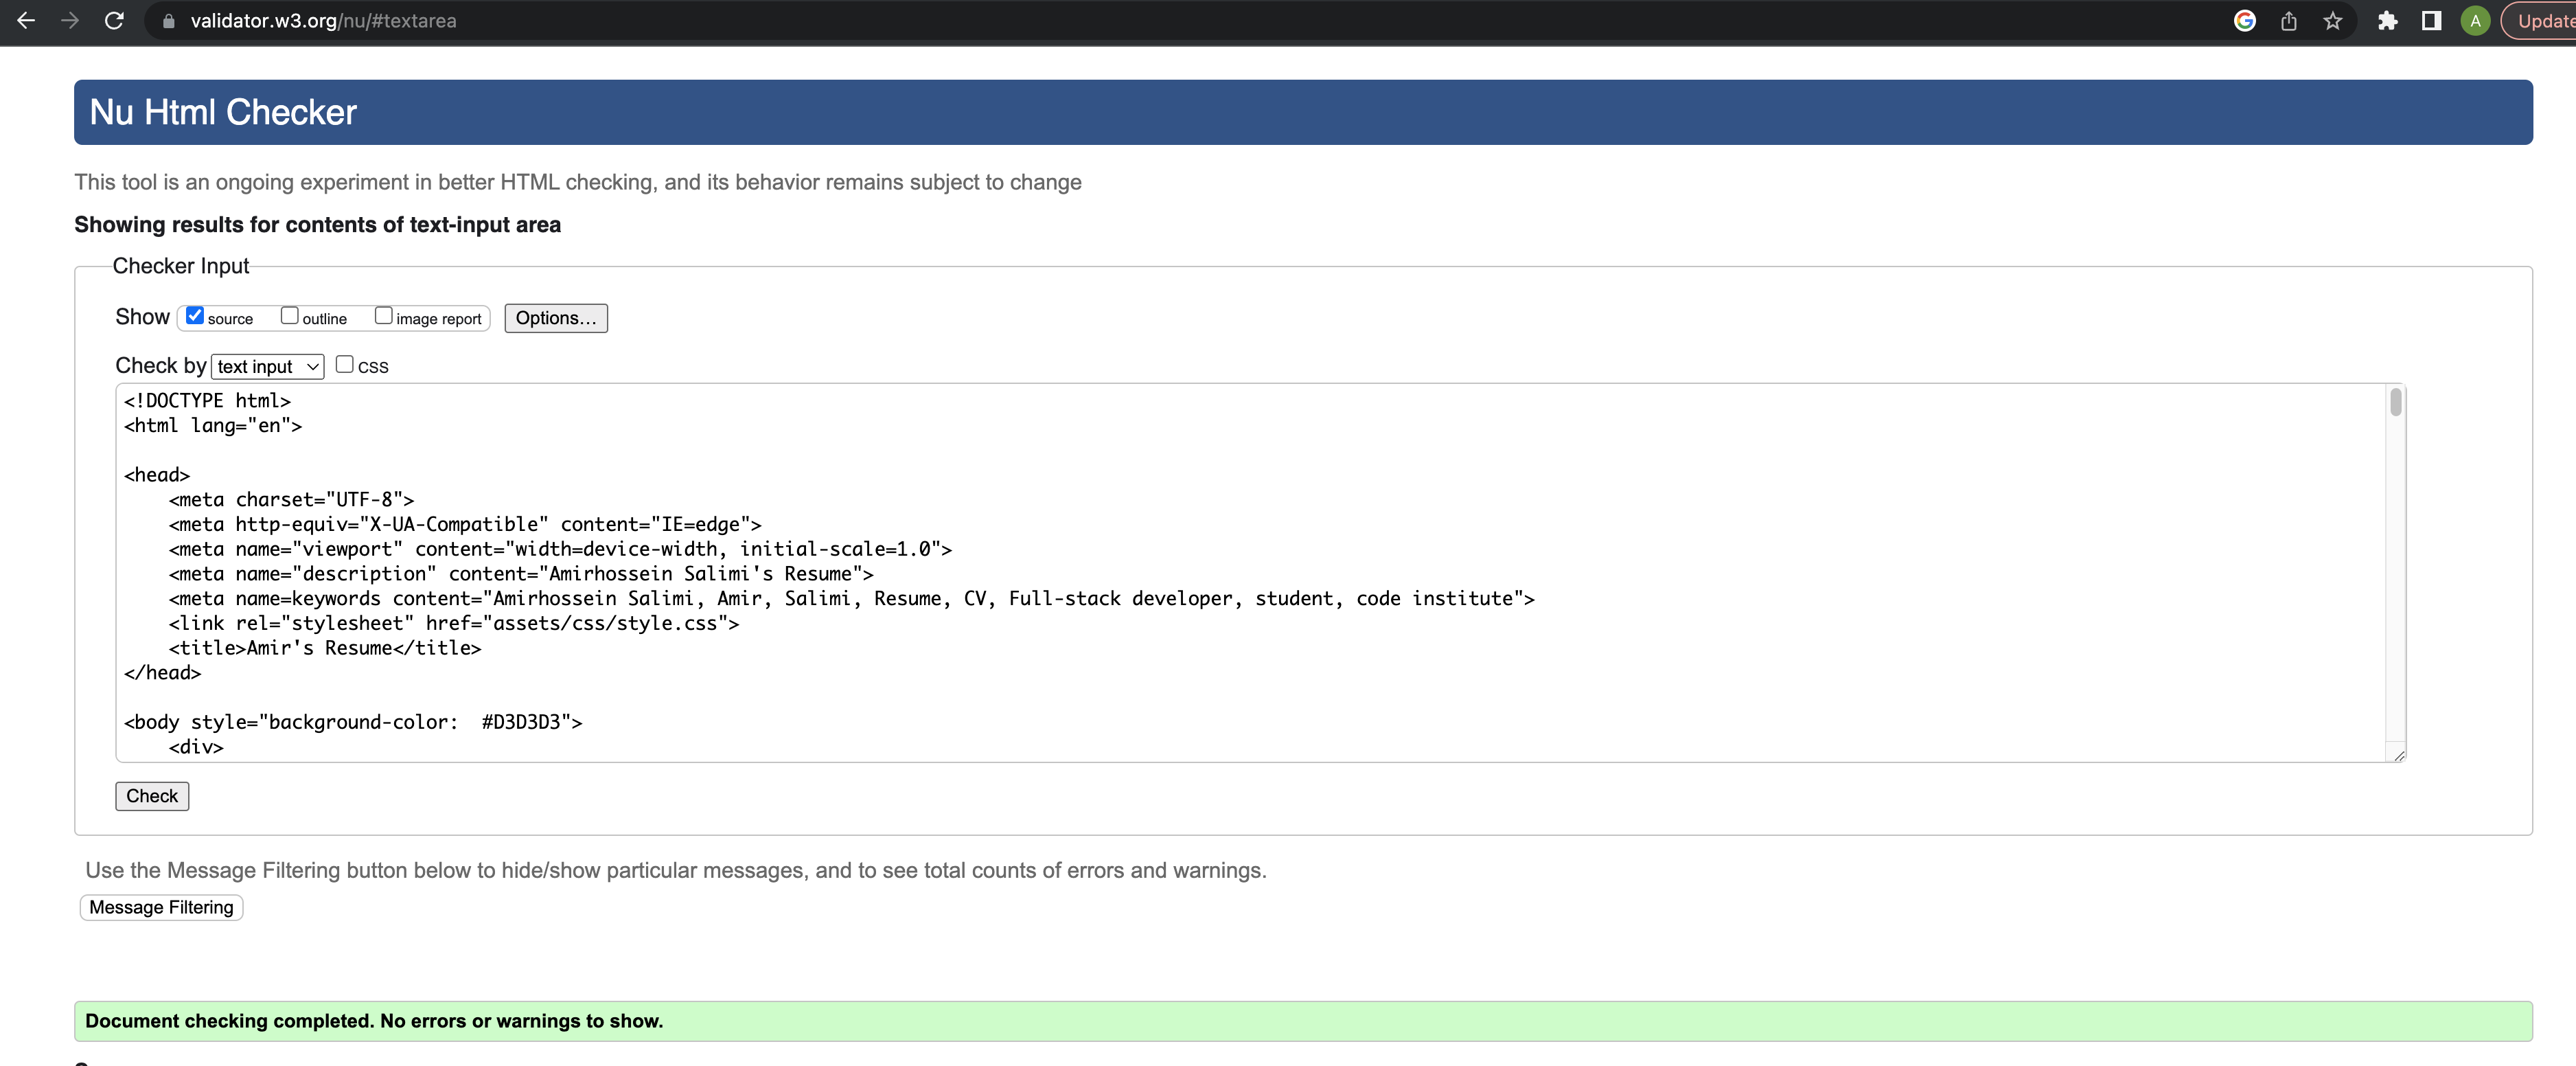 validator.w3.org/nu/#textarea
A
Update
Nu Html Checker
This tool is an ongoing experiment in better HTML checking, and its behavior remains subject to change
Showing results for contents of text-input area
Checker Input
Show source outline image report Options...
Check by text input css
<!DOCTYPE html>
<html lang="en">
<head>
<meta charset="UTF-8">
<meta http-equiv="X-UA-Compatible" content="IE=edge">
<meta name="viewport" content="width=device-width, initial-scale=1.0">
<meta name="description" content="Amirhossein Salimi's Resume">
<meta name=keywords content="Amirhossein Salimi, Amir, Salimi, Resume, CV, Full-stack developer, student, code institute">
<link rel="stylesheet" href="assets/css/style.css">
<title>Amir's Resume</title>
</head>
<body style="background-color:  #D3D3D3">
<div>
Check
Use the Message Filtering button below to hide/show particular messages, and to see total counts of errors and warnings.
Message Filtering
Document checking completed. No errors or warnings to show.